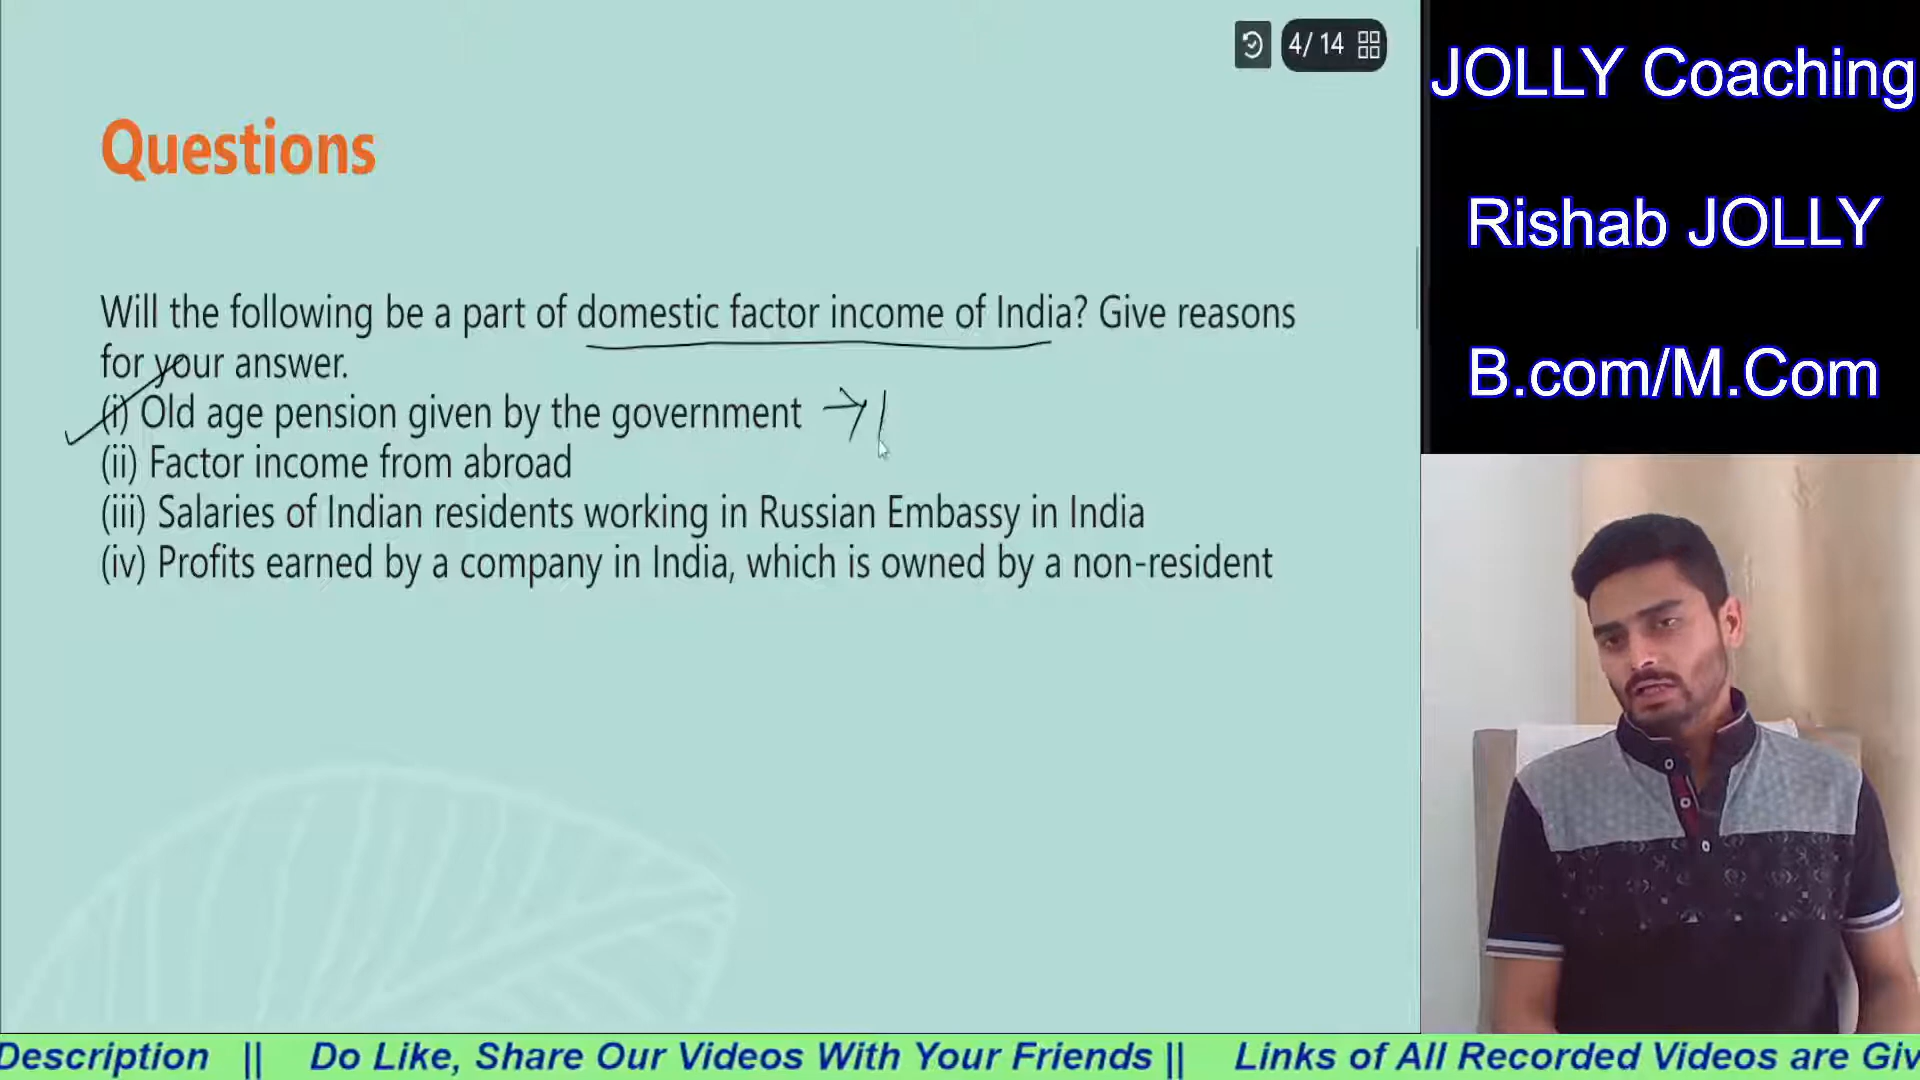 4/ 14
Questions
Will the following be a part of domestic factor income of India? Give reasons
for your answer.
(i) Old age pension given by the government
(ii) Factor income from abroad
(iii) Salaries of Indian residents working in Russian Embassy in India
(iv) Profits earned by a company in India, which is owned by a non-resident
JOLLY Coaching
Rishab JOLLY
B.com/M.Com
Description || Do Like, Share Our Videos With Your Friends || Links of All Recorded Videos are Giv